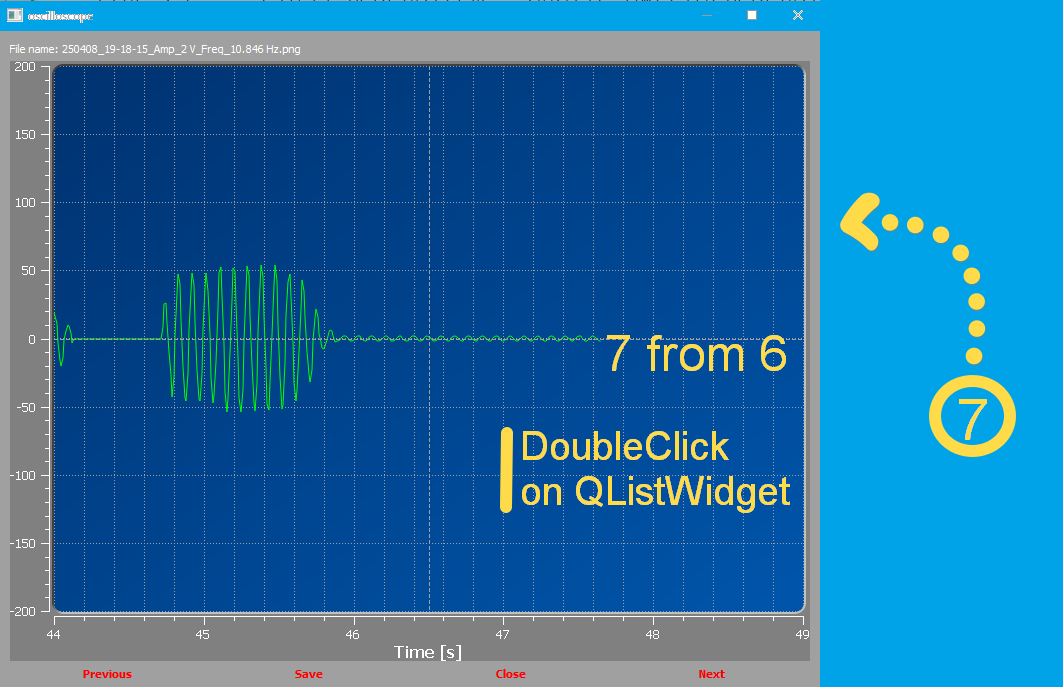 oscilloscope
File name: 250408_19-18-15_Amp_2 V_Freq_10.846 Hz.png
200
150
100
50
0
-50
-100
-150
-200
7 from 6
DoubleClick
on QListWidget
7
44 45 46 47 48 49
Time [s]
Previous Save Close Next